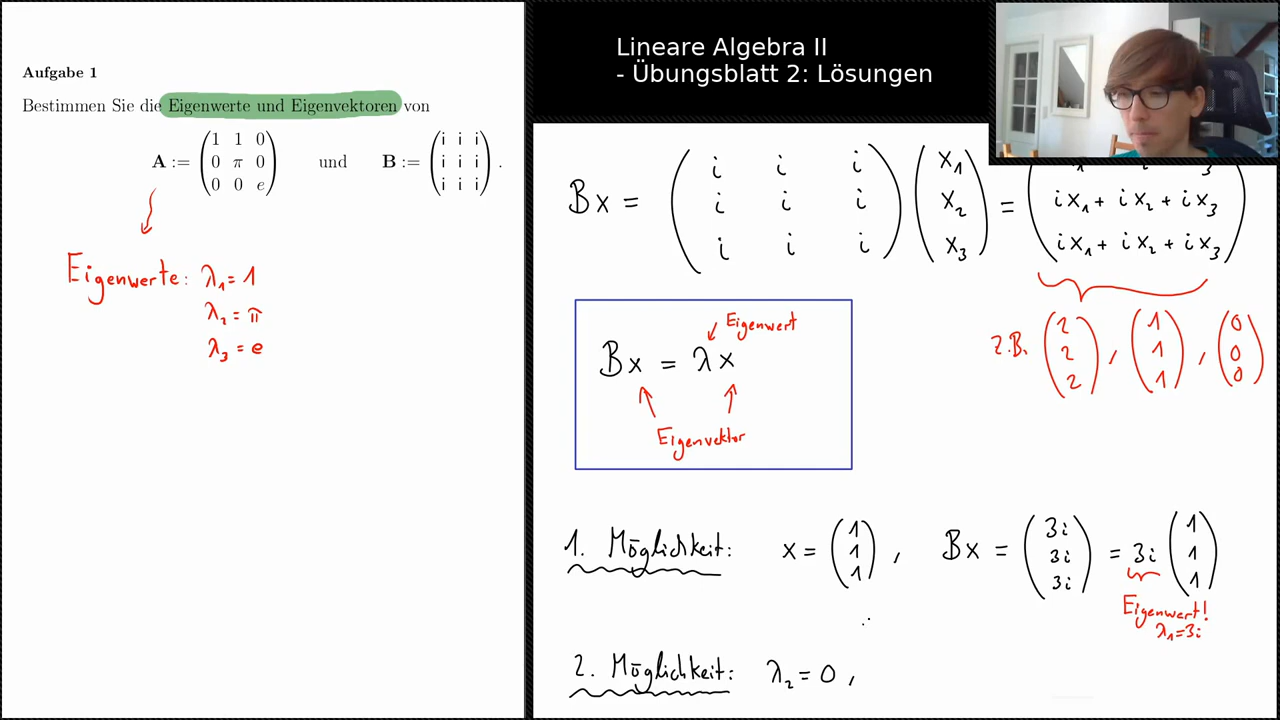 Aufgabe 1
Bestimmen Sie die Eigenwerte und Eigenvektoren von
A := (1 1 0
0 π 0
0 0 e) und B := (i i i
i i i
i i i).
Eigenwerte: λ₁ = 1
λ₂ = π
λ₃ = e
Lineare Algebra II
- Übungsblatt 2: Lösungen
Bx = (i i i
i i i
i i i) (x₁
x₂
x₃) = (
ix₁ + ix₂ + ix₃
ix₁ + ix₂ + ix₃)
z.B. (2
2
2), (1
1
1), (0
0
0)
Eigenwert
Bx = λx
Eigenvektor
1. Möglichkeit: x = (1
1
1), Bx = (3i
3i
3i) = 3i (1
1
1)
Eigenwert!
λ₁=3i
2. Möglichkeit: λ₂ = 0,